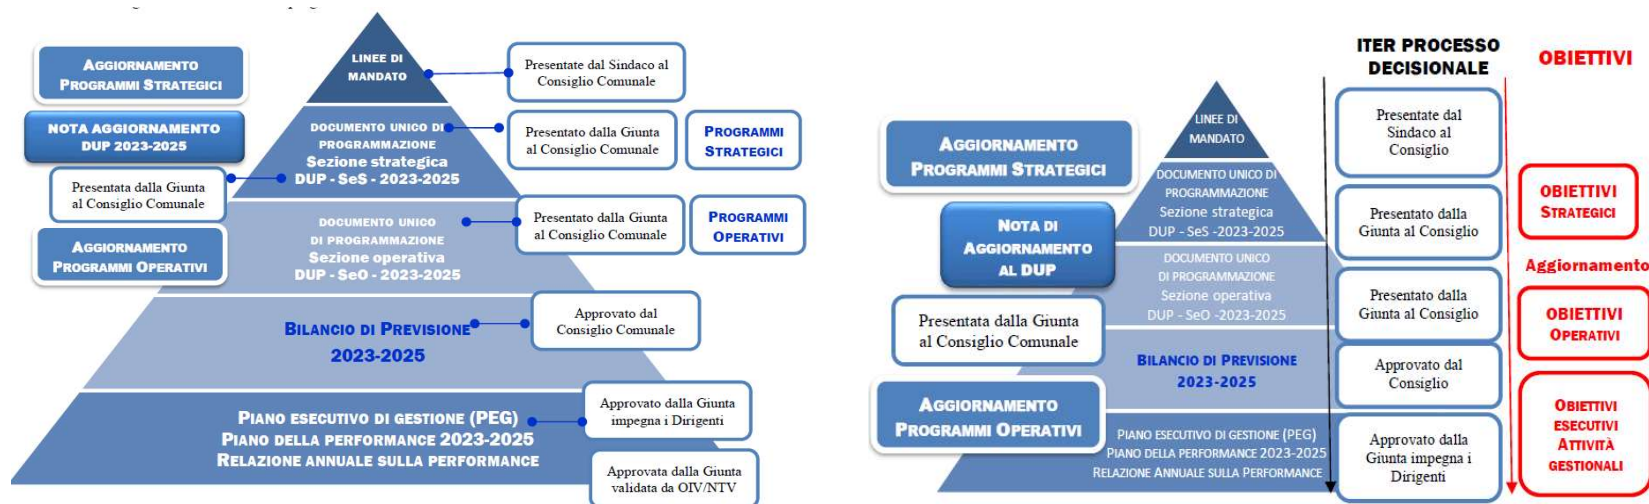 AGGIORNAMENTO
PROGRAMMI STRATEGICI
NOTA AGGIORNAMENTO
DUP 2023-2025
Presentata dalla Giunta
al Consiglio Comunale
AGGIORNAMENTO
PROGRAMMI OPERATIVI
LINEE DI
MANDATO
DOCUMENTO UNICO DI
PROGRAMMAZIONE
Sezione strategica
DUP - SeS - 2023-2025
DOCUMENTO UNICO
DI PROGRAMMAZIONE
Sezione operativa
DUP - SeO - 2023-2025
BILANCIO DI PREVISIONE
2023-2025
PIANO ESECUTIVO DI GESTIONE (PEG)
PIANO DELLA PERFORMANCE 2023-2025
RELAZIONE ANNUALE SULLA PERFORMANCE
Presentate dal Sindaco al
Consiglio Comunale
Presentato dalla Giunta
al Consiglio Comunale
PROGRAMMI
STRATEGICI
Presentato dalla Giunta
al Consiglio Comunale
PROGRAMMI
OPERATIVI
Approvato dal
Consiglio Comunale
Approvato dalla Giunta
impegna i Dirigenti
Approvata dalla Giunta
validata da OIV/NTV
AGGIORNAMENTO
PROGRAMMI STRATEGICI
NOTA DI
AGGIORNAMENTO
AL DUP
Presentata dalla Giunta
al Consiglio Comunale
AGGIORNAMENTO
PROGRAMMI OPERATIVI
LINEE DI
MANDATO
DOCUMENTO UNICO DI
PROGRAMMAZIONE
Sezione strategica
DUP - SeS -2023-2025
DOCUMENTO UNICO
DI PROGRAMMAZIONE
Sezione operativa
DUP - SeO -2023-2025
BILANCIO DI PREVISIONE
2023-2025
PIANO ESECUTIVO DI GESTIONE (PEG)
PIANO DELLA PERFORMANCE 2023-2025
RELAZIONE ANNUALE SULLA PERFORMANCE
ITER PROCESSO
DECISIONALE
Presentate dal
Sindaco al
Consiglio
Presentato dalla
Giunta al Consiglio
Presentato dalla
Giunta al Consiglio
Approvato dal
Consiglio
Approvato dalla
Giunta impegna i
Dirigenti
OBIETTIVI
OBIETTIVI
STRATEGICI
Aggiornamento
OBIETTIVI
OPERATIVI
OBIETTIVI
ESECUTIVI
ATTIVITÀ
GESTIONALI